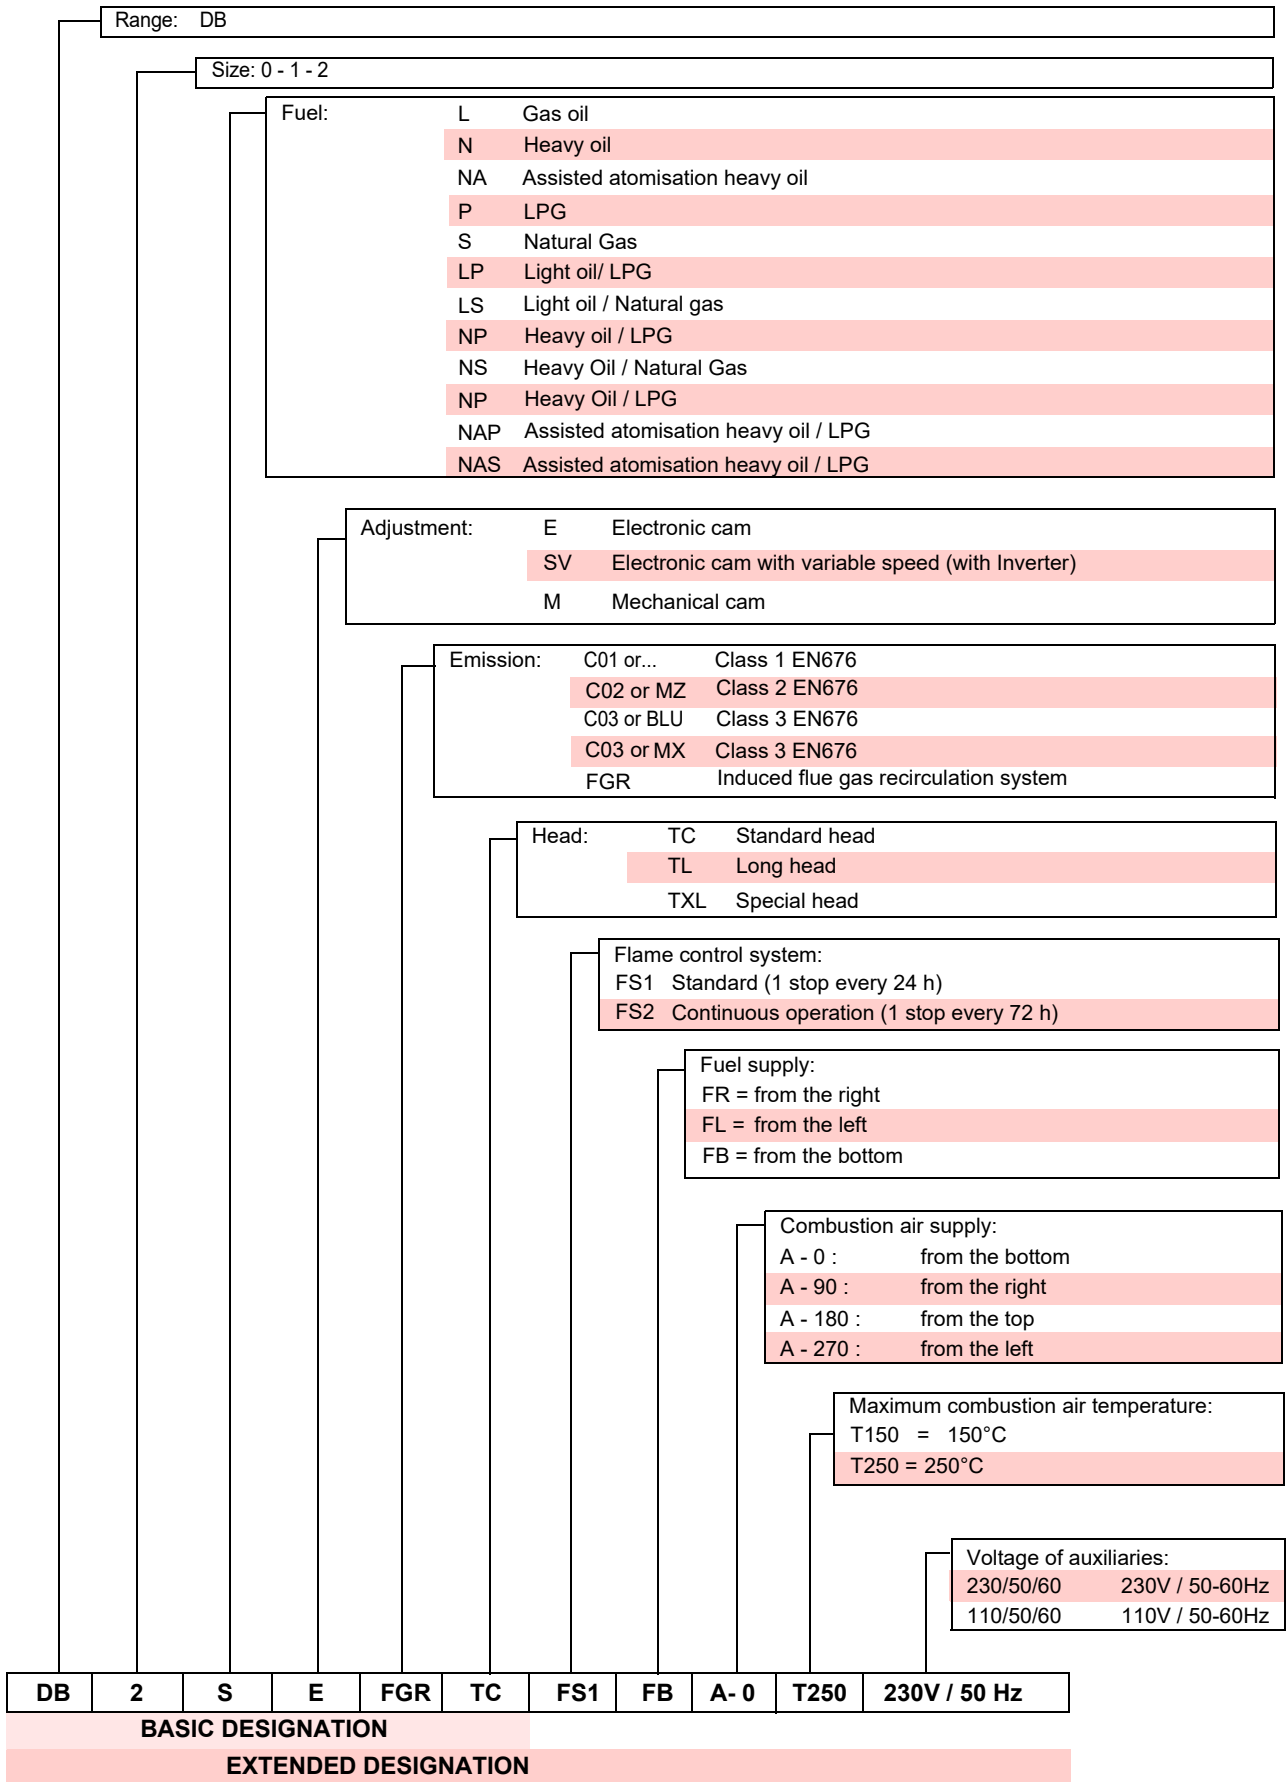 Range: DB
Size: 0 - 1 - 2
Fuel: L Gas oil
N Heavy oil
NA Assisted atomisation heavy oil
P LPG
S Natural Gas
LP Light oil/ LPG
LS Light oil / Natural gas
NP Heavy oil / LPG
NS Heavy Oil / Natural Gas
NP Heavy Oil / LPG
NAP Assisted atomisation heavy oil / LPG
NAS Assisted atomisation heavy oil / LPG
Adjustment: E Electronic cam
SV Electronic cam with variable speed (with Inverter)
M Mechanical cam
Emission: C01 or... Class 1 EN676
C02 or MZ Class 2 EN676
C03 or BLU Class 3 EN676
C03 or MX Class 3 EN676
FGR Induced flue gas recirculation system
Head: TC Standard head
TL Long head
TXL Special head
Flame control system:
FS1 Standard (1 stop every 24 h)
FS2 Continuous operation (1 stop every 72 h)
Fuel supply:
FR = from the right
FL = from the left
FB = from the bottom
Combustion air supply:
A - 0 : from the bottom
A - 90 : from the right
A - 180 : from the top
A - 270 : from the left
Maximum combustion air temperature:
T150 = 150°C
T250 = 250°C
Voltage of auxiliaries:
230/50/60 230V / 50-60Hz
110/50/60 110V / 50-60Hz
DB 2 S E FGR TC FS1 FB A- 0 T250 230V / 50 Hz
BASIC DESIGNATION
EXTENDED DESIGNATION